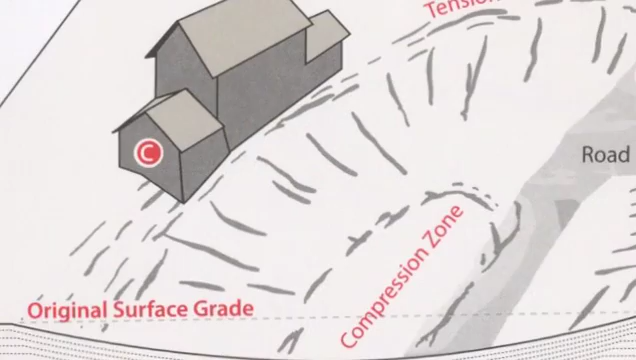 Tension
C
Road
Compression Zone
Original Surface Grade